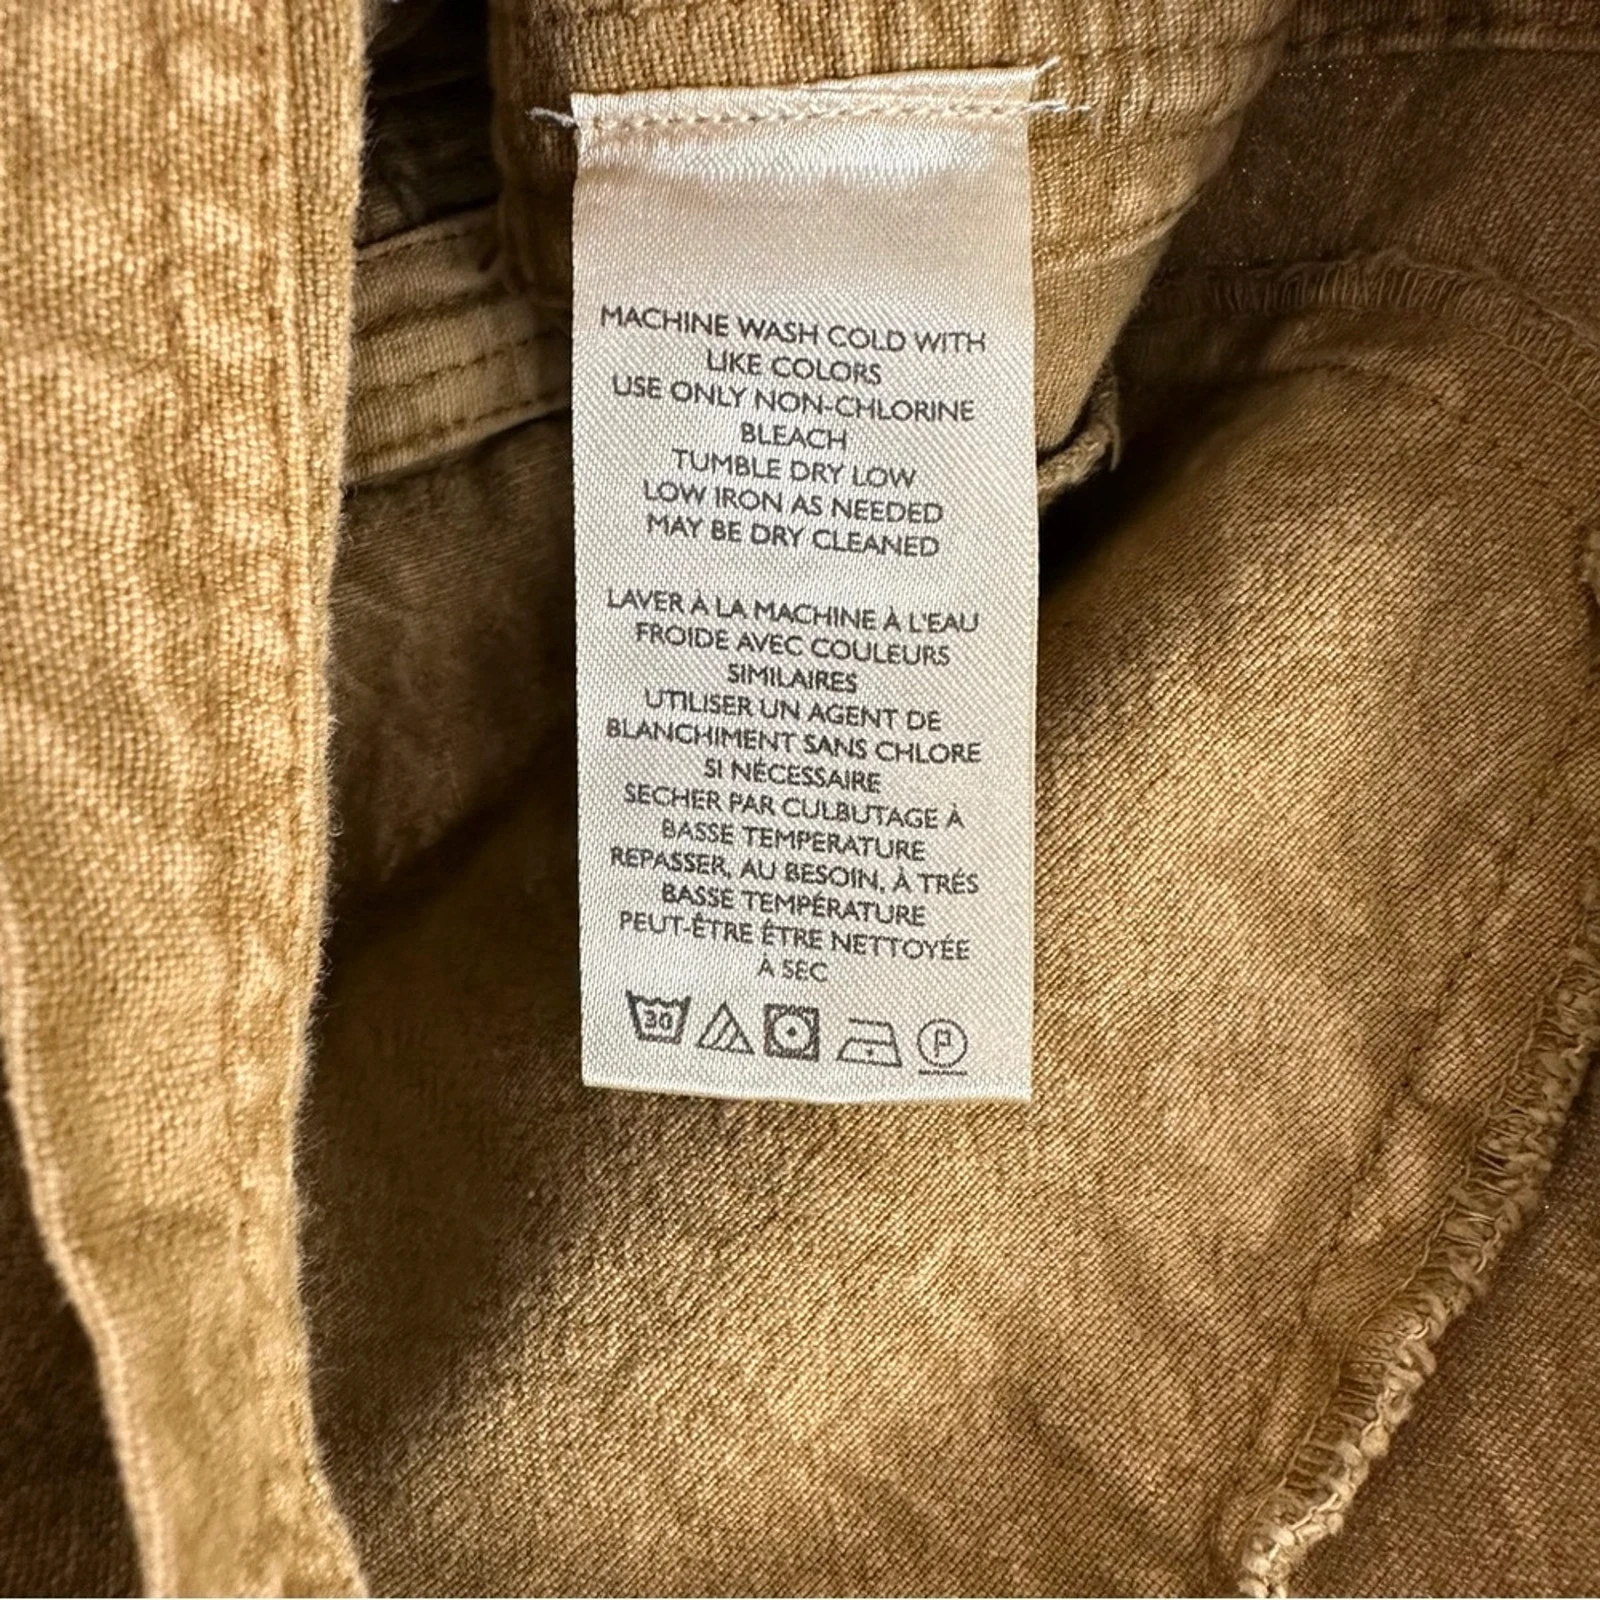 MACHINE WASH COLD WITH
LIKE COLORS
USE ONLY NON-CHLORINE
BLEACH
TUMBLE DRY LOW
LOW IRON AS NEEDED
MAY BE DRY CLEANED
LAVER À LA MACHINE À L'EAU
FROIDE AVEC COULEURS
SIMILAIRES
UTILISER UN AGENT DE
BLANCHIMENT SANS CHLORE
SI NÉCESSAIRE
SECHER PAR CULBUTAGE À
BASSE TEMPERATURE
REPASSER, AU BESOIN, À TRÉS
BASSE TEMPÉRATURE
PEUT-ÊTRE ÊTRE NETTOYÉE
À SEC
30 P